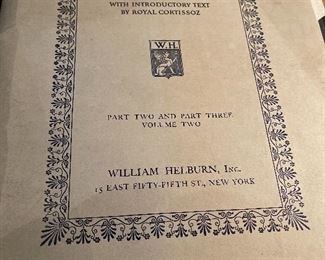 WITH INTRODUCTORY TEXT
BY ROYAL CORTISSOZ
W.H.
PART TWO AND PART THREE
VOLUME TWO
WILLIAM HELBURN, INC.
15 EAST FIFTY-FIFTH ST., NEW YORK